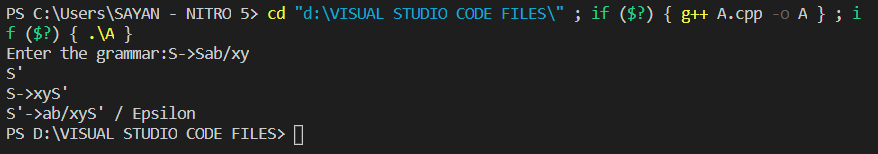 PS C:\Users\SAYAN - NITRO 5> cd "d:\VISUAL STUDIO CODE FILES\" ; if ($?) { g++ A.cpp -o A } ; i
f ($?) { .\A }
Enter the grammar:S->Sab/xy
S'
S->xyS'
S'->ab/xyS' / Epsilon
PS D:\VISUAL STUDIO CODE FILES>